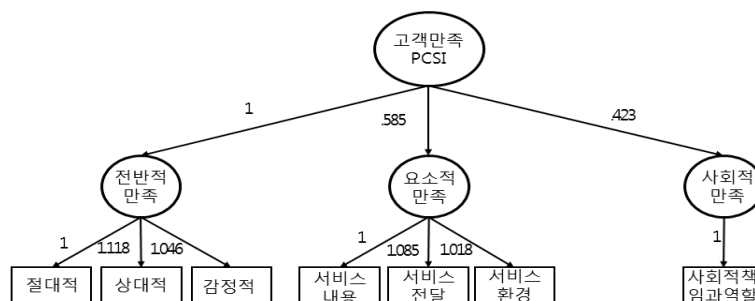 고객만족
PCSI
1
.585
.423
전반적
만족
요소적
만족
사회적
만족
1
1.118
1.046
1
1.085
1.018
1
절대적
상대적
감정적
서비스
내용
서비스
전달
서비스
환경
사회적책
임과역할